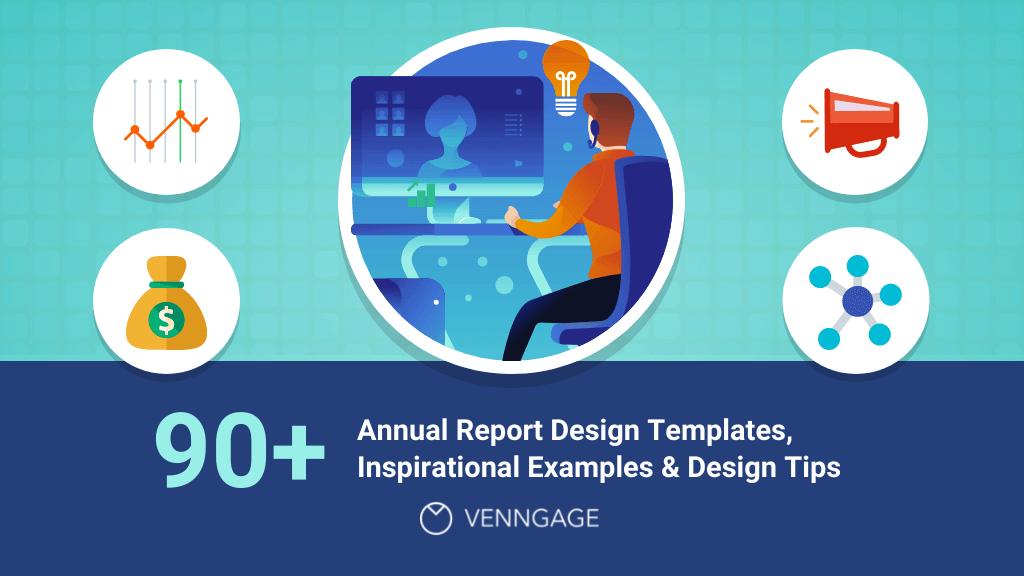 $
90+
Annual Report Design Templates,
Inspirational Examples & Design Tips
VENNGAGE